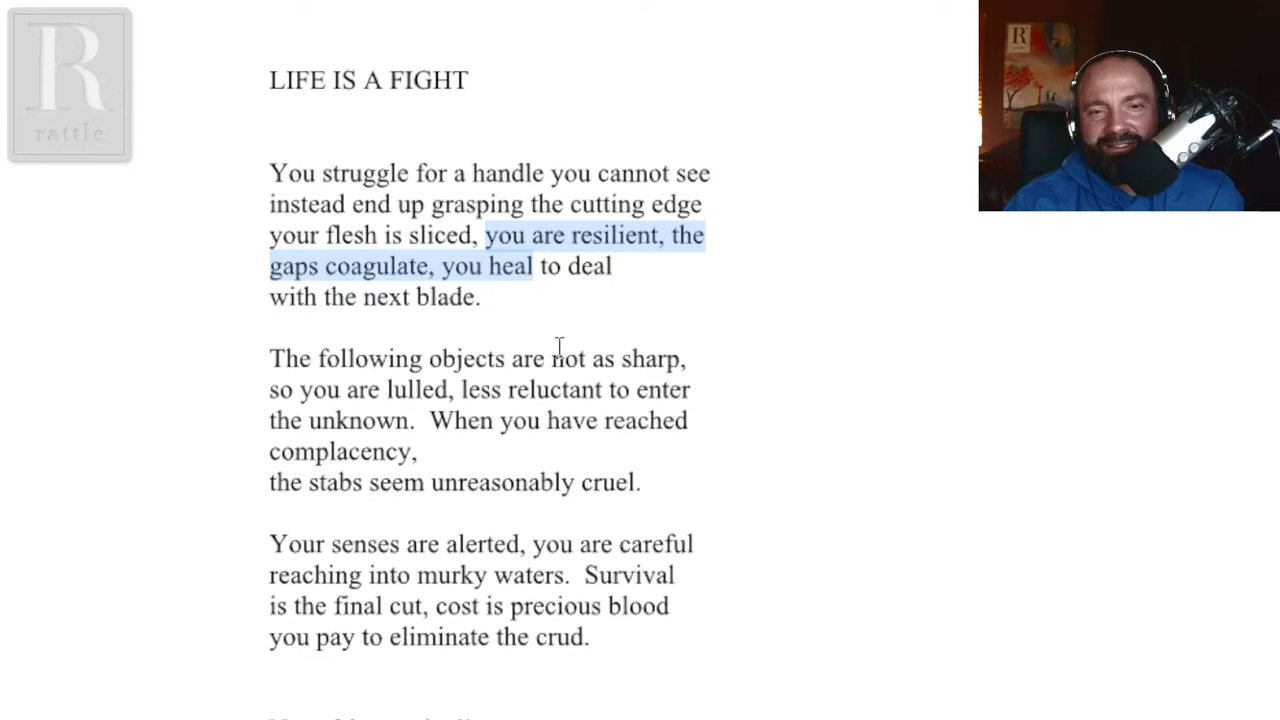 R
rattle
LIFE IS A FIGHT
You struggle for a handle you cannot see
instead end up grasping the cutting edge
your flesh is sliced, you are resilient, the
gaps coagulate, you heal to deal
with the next blade.
The following objects are not as sharp,
so you are lulled, less reluctant to enter
the unknown.  When you have reached
complacency,
the stabs seem unreasonably cruel.
Your senses are alerted, you are careful
reaching into murky waters.  Survival
is the final cut, cost is precious blood
you pay to eliminate the crud.
R